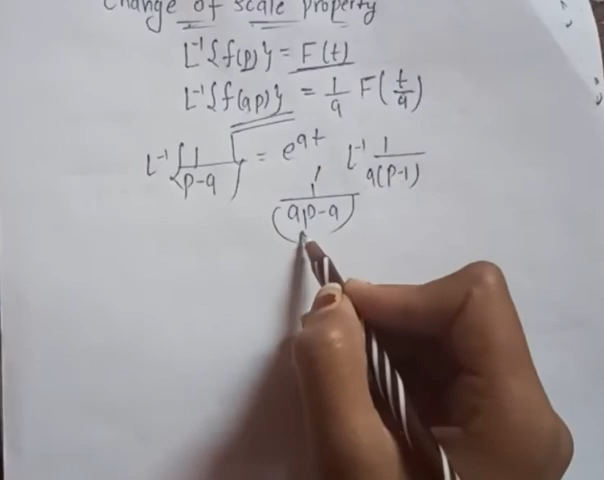 Change of scale property
L⁻¹{f(p)} = F(t)
L⁻¹{f(ap)} = 1/a F(t/a)
L⁻¹{1/(p-a)} = e^at L⁻¹ 1/a(p-1)
1/(ap-a)